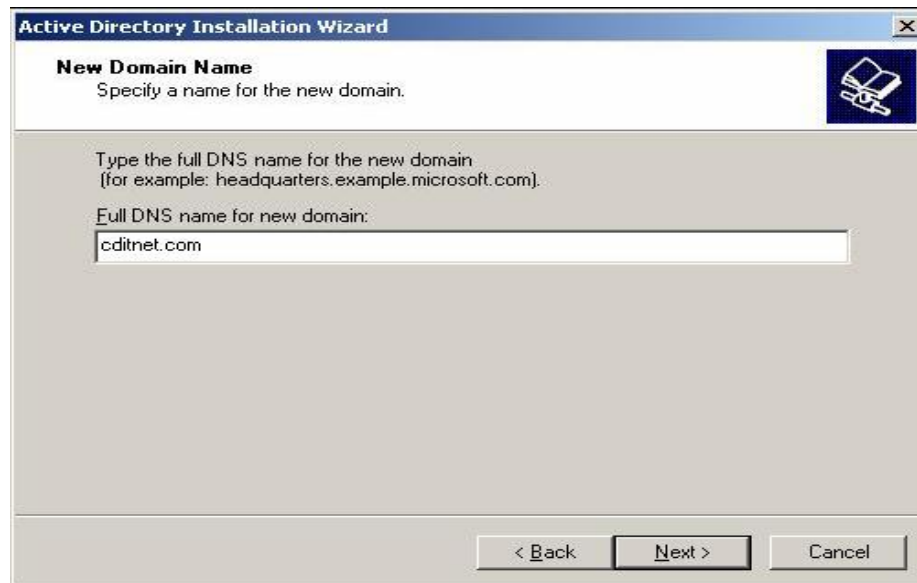 Active Directory Installation Wizard
New Domain Name
Specify a name for the new domain.
Type the full DNS name for the new domain
(for example: headquarters.example.microsoft.com).
Full DNS name for new domain:
cditnet.com
< Back
Next >
Cancel